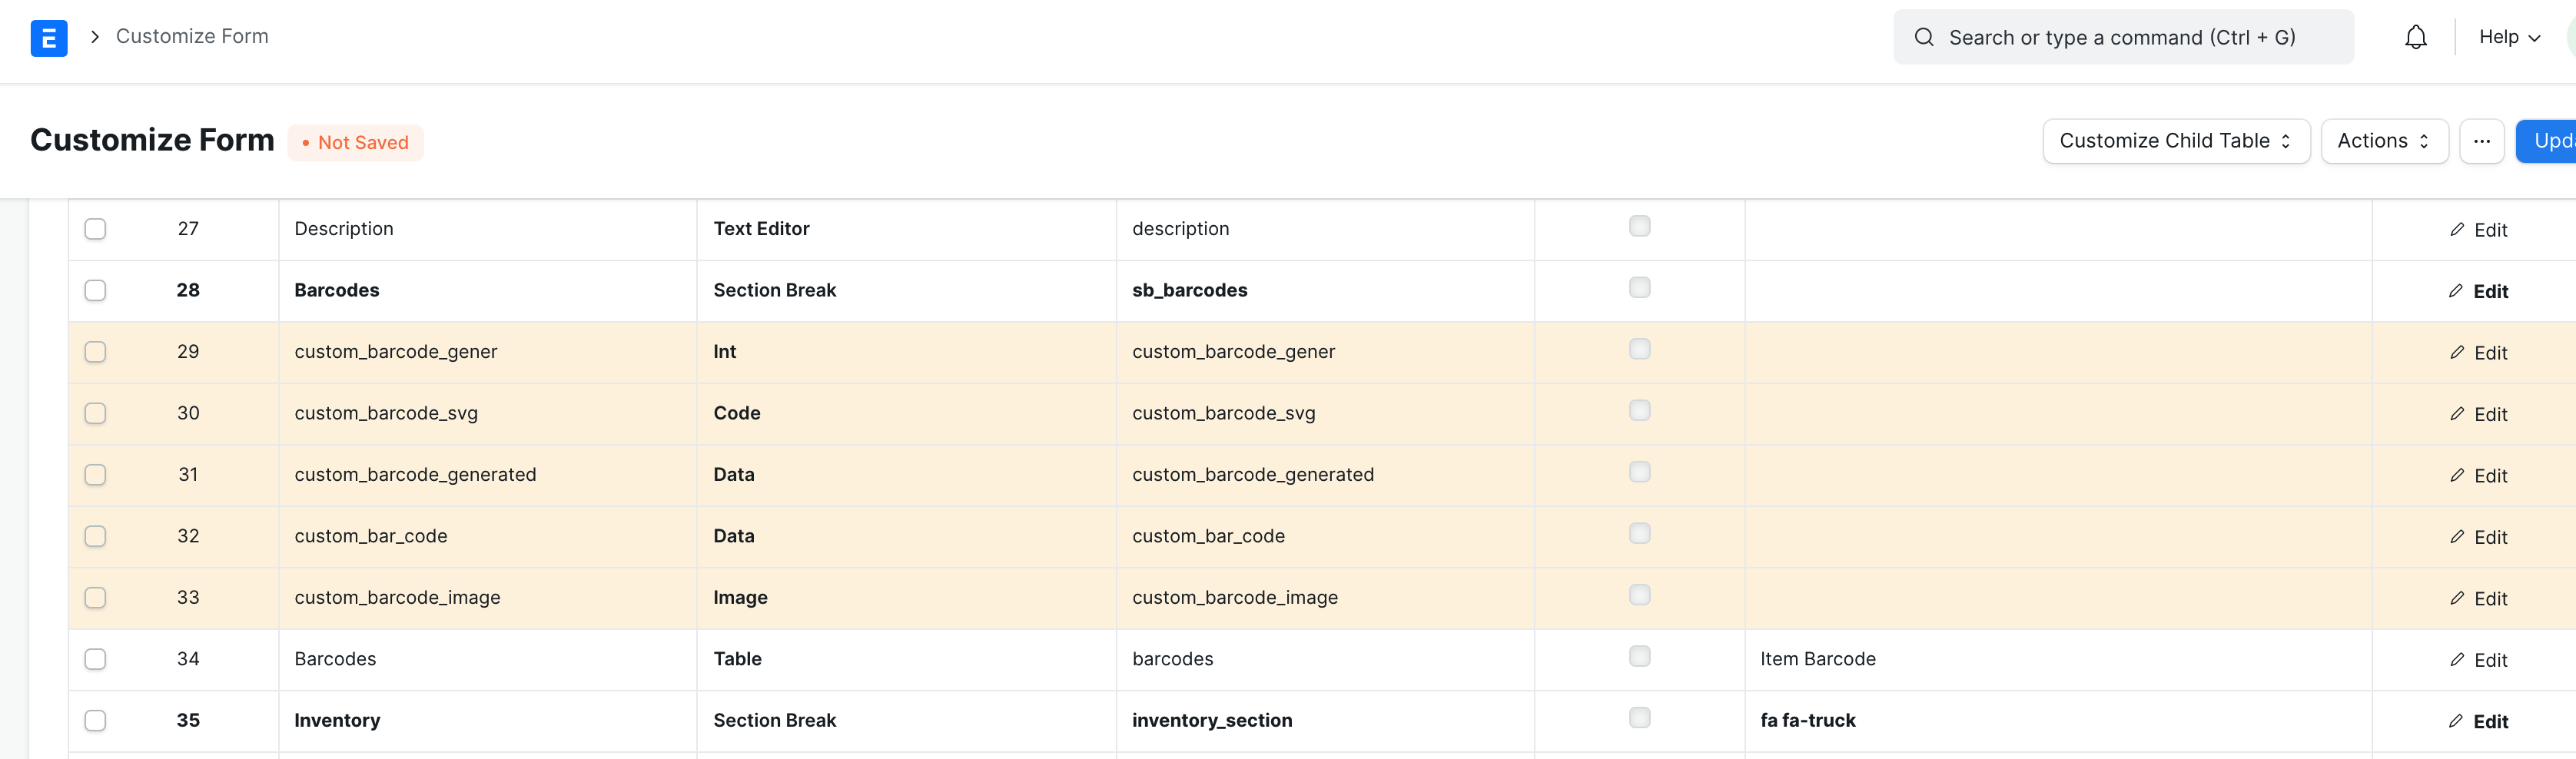 E > Customize Form Search or type a command (Ctrl + G) Help
Customize Form • Not Saved Customize Child Table Actions ... Upd
27 Description Text Editor description Edit
28 Barcodes Section Break sb_barcodes Edit
29 custom_barcode_gener Int custom_barcode_gener Edit
30 custom_barcode_svg Code custom_barcode_svg Edit
31 custom_barcode_generated Data custom_barcode_generated Edit
32 custom_bar_code Data custom_bar_code Edit
33 custom_barcode_image Image custom_barcode_image Edit
34 Barcodes Table barcodes Item Barcode Edit
35 Inventory Section Break inventory_section fa fa-truck Edit